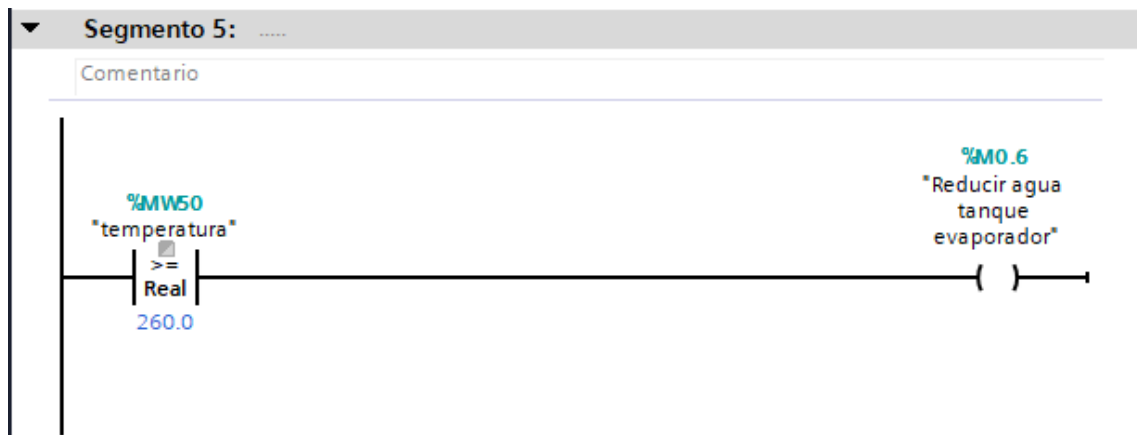 Segmento 5: .....
Comentario
%M0.6
"Reducir agua
tanque
evaporador"
%MW50
"temperatura"
>=
Real
260.0